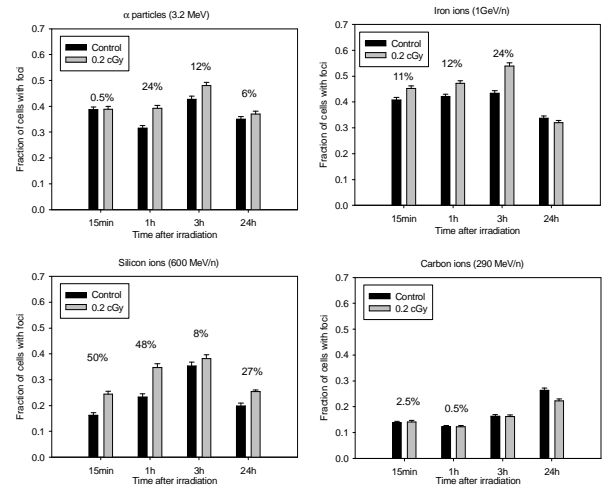 α particles (3.2 MeV)
Fraction of cells with foci
0.7
0.6
0.5
0.4
0.3
0.2
0.1
0.0
Control
0.2 cGy
0.5%
24%
12%
6%
15min 1h 3h 24h
Time after irradiation
Iron ions (1GeV/n)
Fraction of cells with foci
0.7
0.6
0.5
0.4
0.3
0.2
0.1
0.0
Control
0.2 cGy
11%
12%
24%
15min 1h 3h 24h
Time after irradiation
Silicon ions (600 MeV/n)
Fraction of cells with foci
0.7
0.6
0.5
0.4
0.3
0.2
0.1
0.0
Control
0.2 cGy
50%
48%
8%
27%
15min 1h 3h 24h
Time after irradiation
Carbon ions (290 MeV/n)
Fraction of cells with foci
0.7
0.6
0.5
0.4
0.3
0.2
0.1
0.0
Control
0.2 cGy
2.5%
0.5%
15min 1h 3h 24h
Time after irradiation